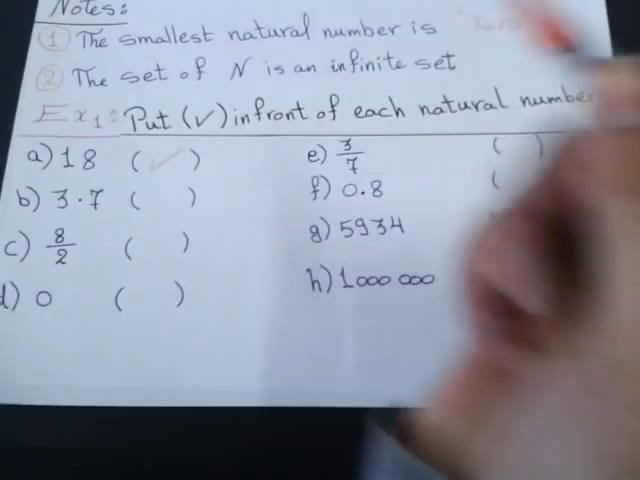 Notes:
① The smallest natural number is zero
② The set of N is an infinite set
Ex1: Put (✓) infront of each natural number
a) 18 ( ✓ )
b) 3.7 ( )
c) 8/2 ( )
d) 0 ( )
e) 3/7 ( )
f) 0.8 (
g) 5934
h) 1000 000